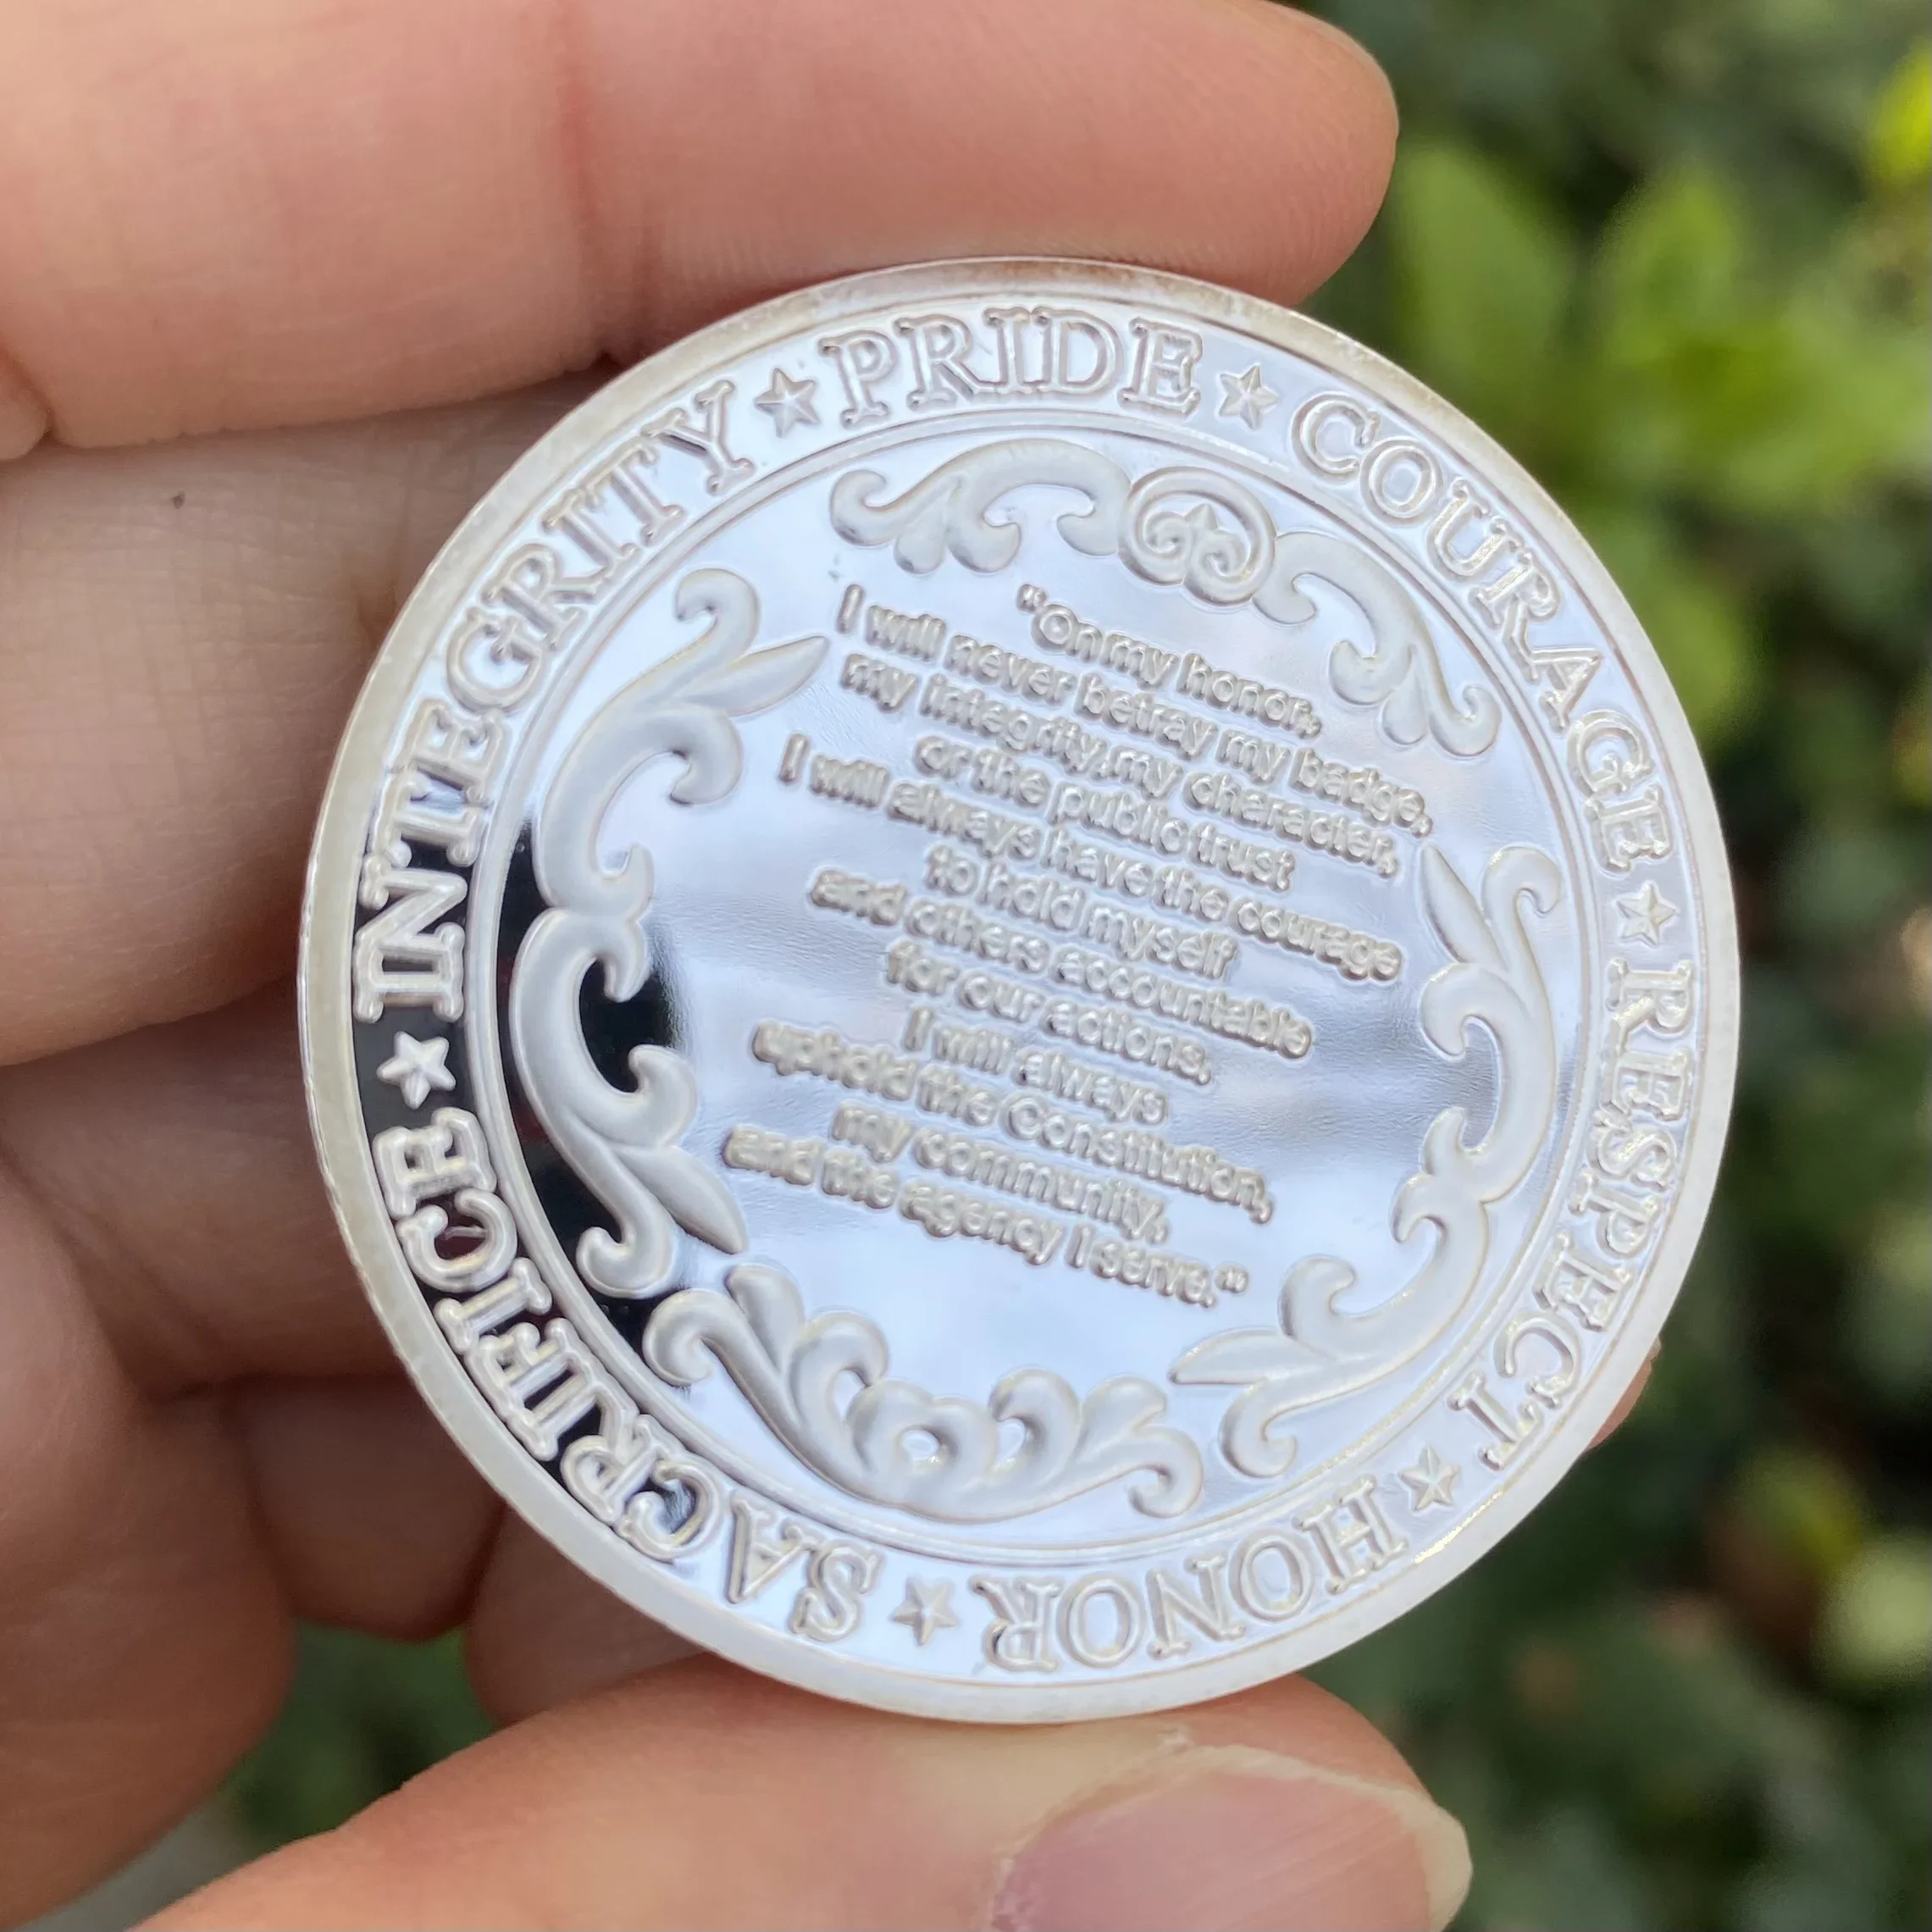 INTEGRITY ★ PRIDE ★ COURAGE ★ RESPECT ★ HONOR ★ SACRIFICE ★
"On my honor,
I will never betray my badge,
my integrity, my character,
or the public trust
I will always have the courage
to hold myself
and others accountable
for our actions.
I will always
uphold the Constitution,
my community,
and the agency I serve."